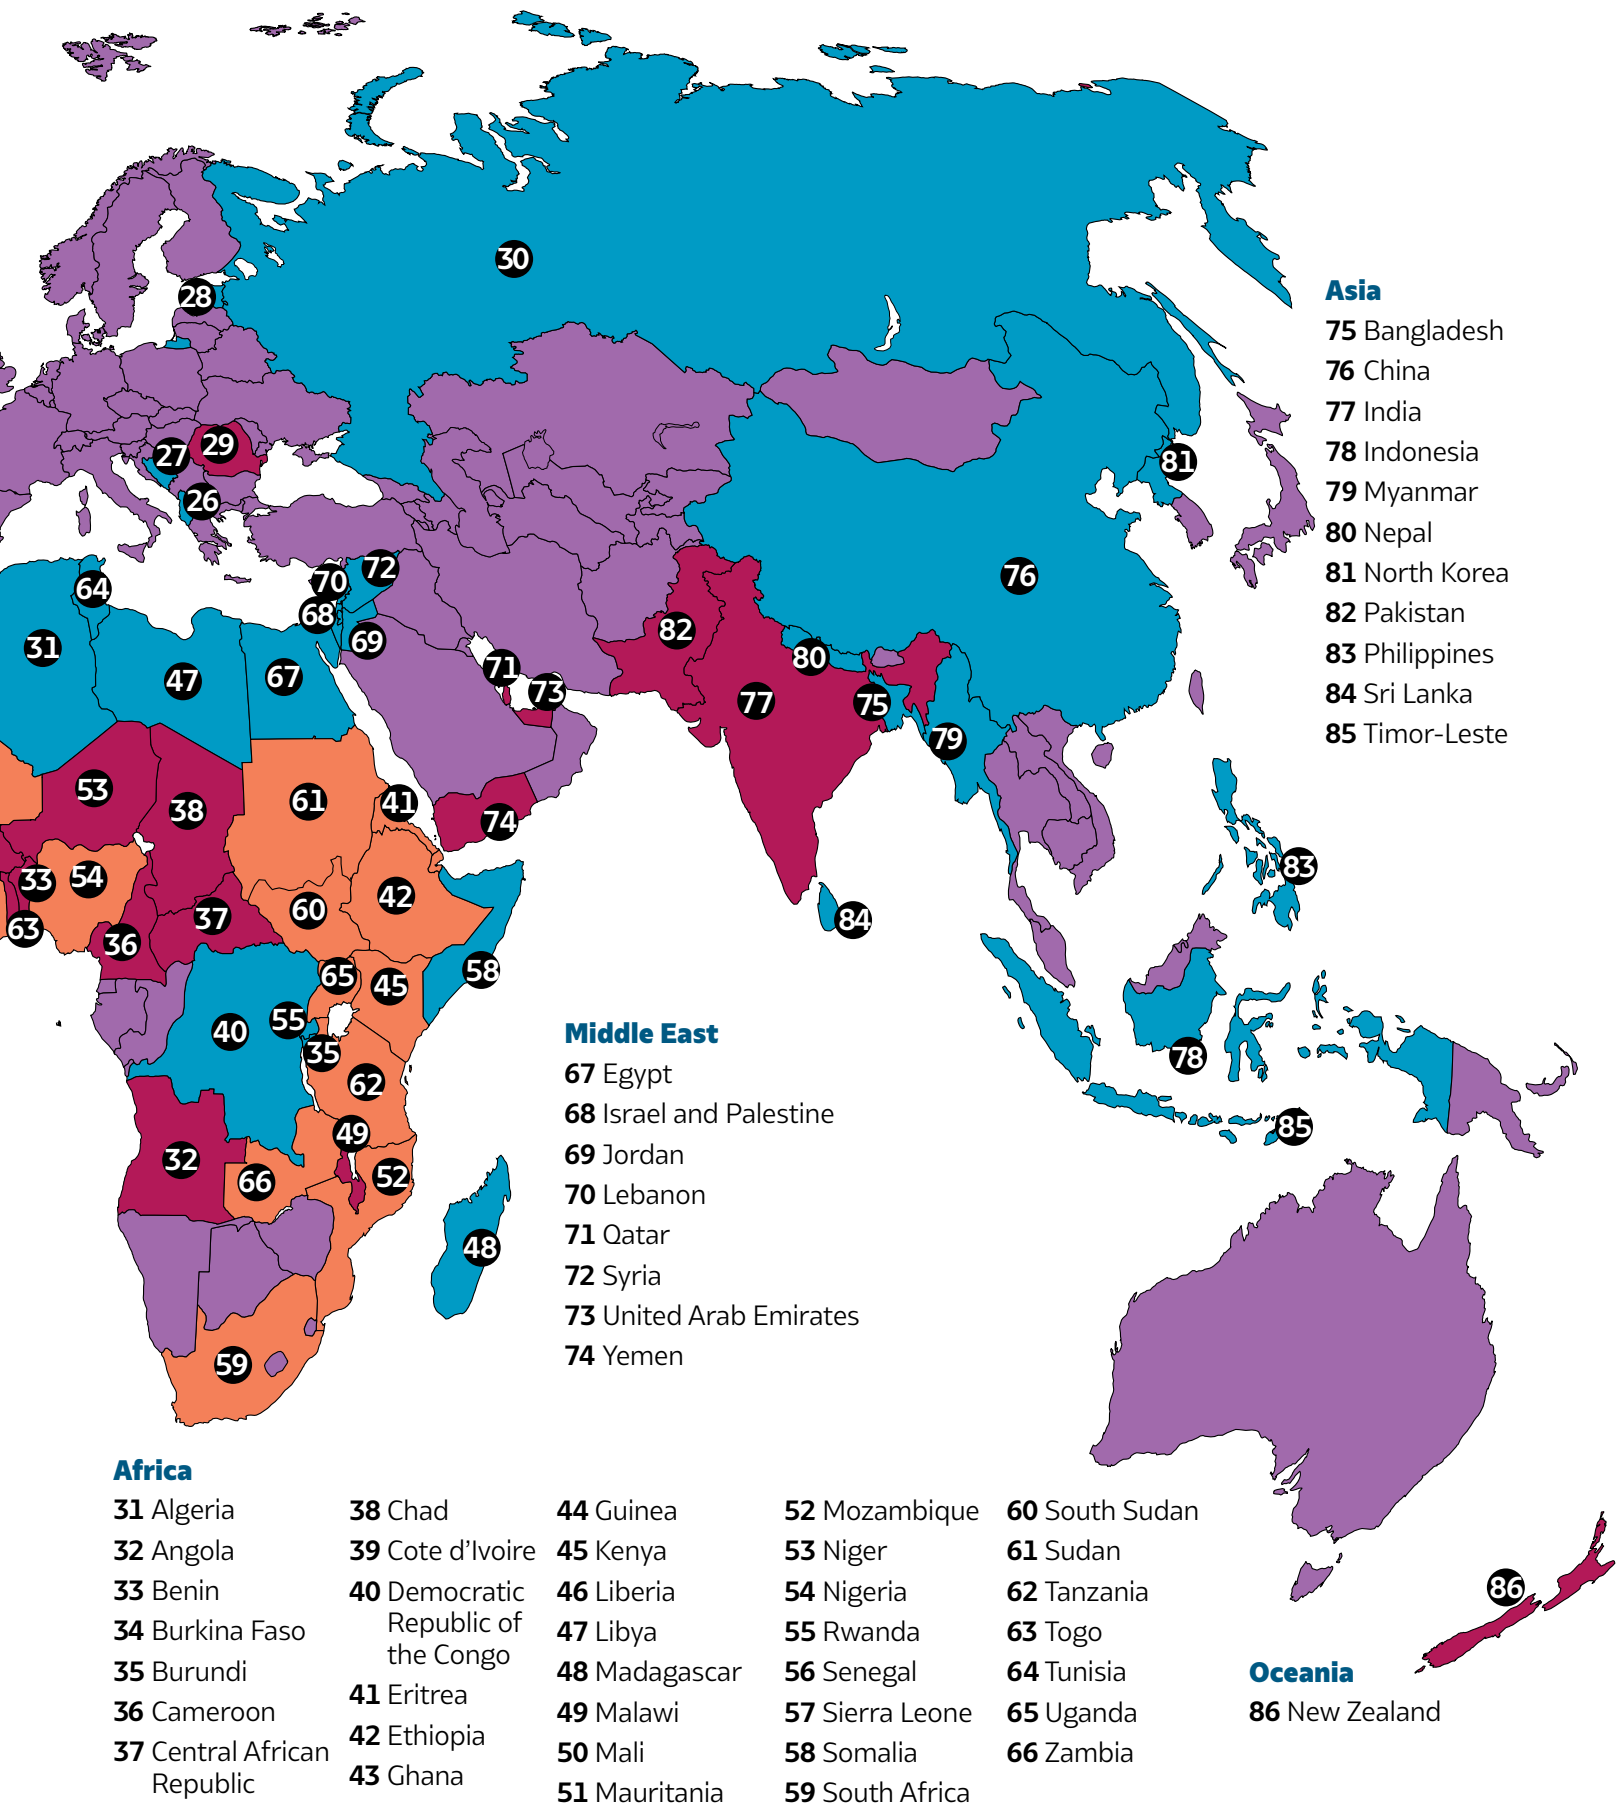 30
28
27
29
26
81
72
70
64
68
76
82
69
31
80
71
67
47
73
77
75
79
53
61
41
38
74
83
33
54
42
60
37
84
63
36
58
65
45
55
40
35
78
62
85
49
32
52
66
48
59
86
Asia
75 Bangladesh
76 China
77 India
78 Indonesia
79 Myanmar
80 Nepal
81 North Korea
82 Pakistan
83 Philippines
84 Sri Lanka
85 Timor-Leste
Middle East
67 Egypt
68 Israel and Palestine
69 Jordan
70 Lebanon
71 Qatar
72 Syria
73 United Arab Emirates
74 Yemen
Africa
31 Algeria
32 Angola
33 Benin
34 Burkina Faso
35 Burundi
36 Cameroon
37 Central African
Republic
38 Chad
39 Cote d’Ivoire
40 Democratic
Republic of
the Congo
41 Eritrea
42 Ethiopia
43 Ghana
44 Guinea
45 Kenya
46 Liberia
47 Libya
48 Madagascar
49 Malawi
50 Mali
51 Mauritania
52 Mozambique
53 Niger
54 Nigeria
55 Rwanda
56 Senegal
57 Sierra Leone
58 Somalia
59 South Africa
60 South Sudan
61 Sudan
62 Tanzania
63 Togo
64 Tunisia
65 Uganda
66 Zambia
Oceania
86 New Zealand